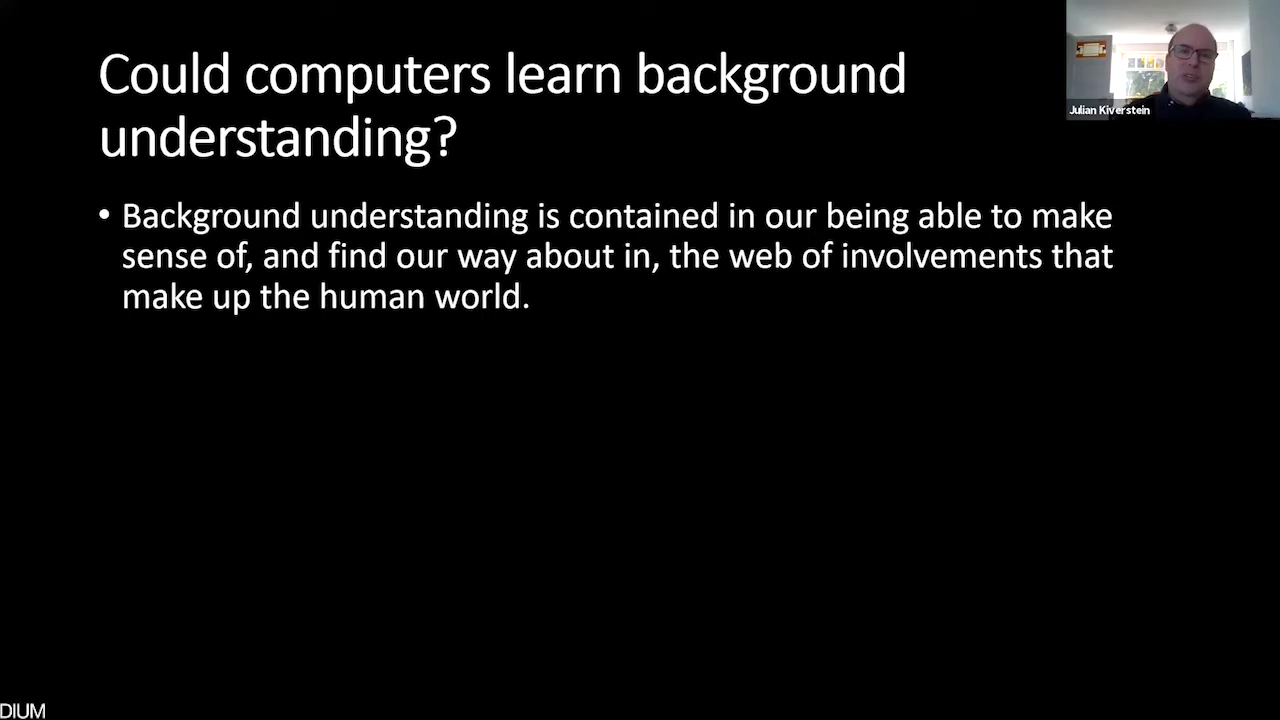 Could computers learn background
understanding?
• Background understanding is contained in our being able to make
sense of, and find our way about in, the web of involvements that
make up the human world.
Julian Kiverstein
DIUM